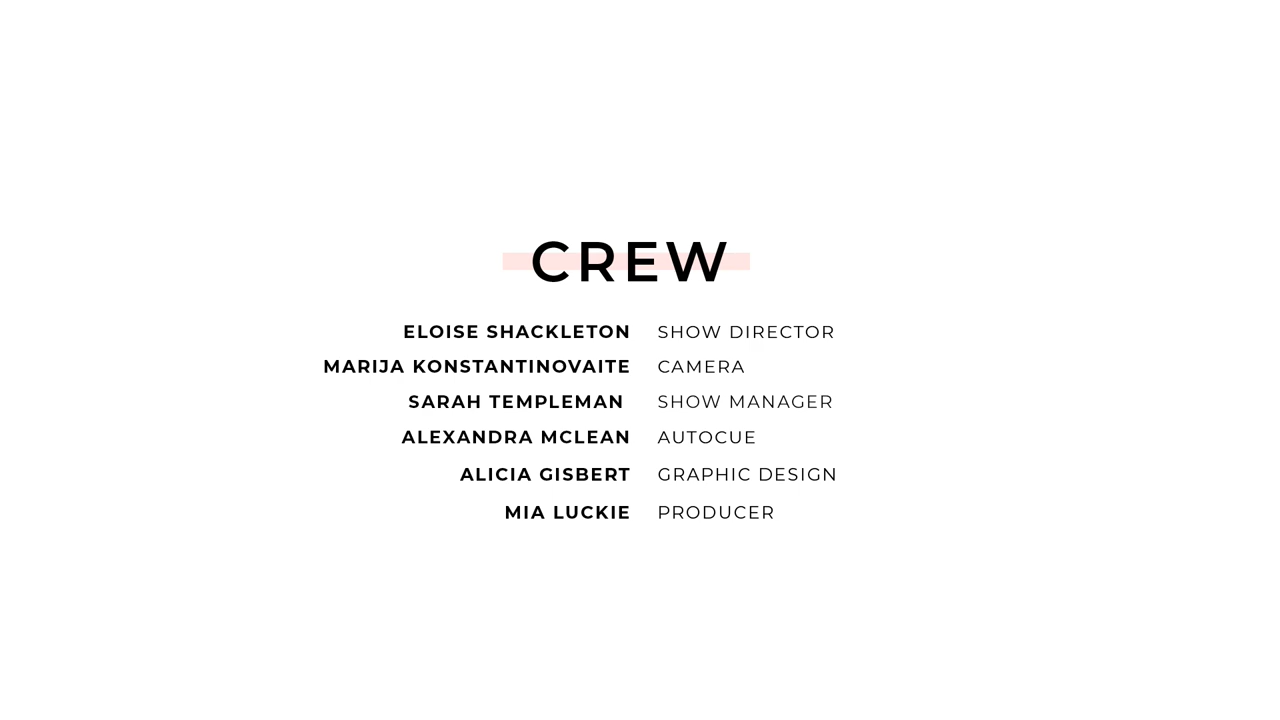 CREW
ELOISE SHACKLETON SHOW DIRECTOR
MARIJA KONSTANTINOVAITE CAMERA
SARAH TEMPLEMAN SHOW MANAGER
ALEXANDRA MCLEAN AUTOCUE
ALICIA GISBERT GRAPHIC DESIGN
MIA LUCKIE PRODUCER